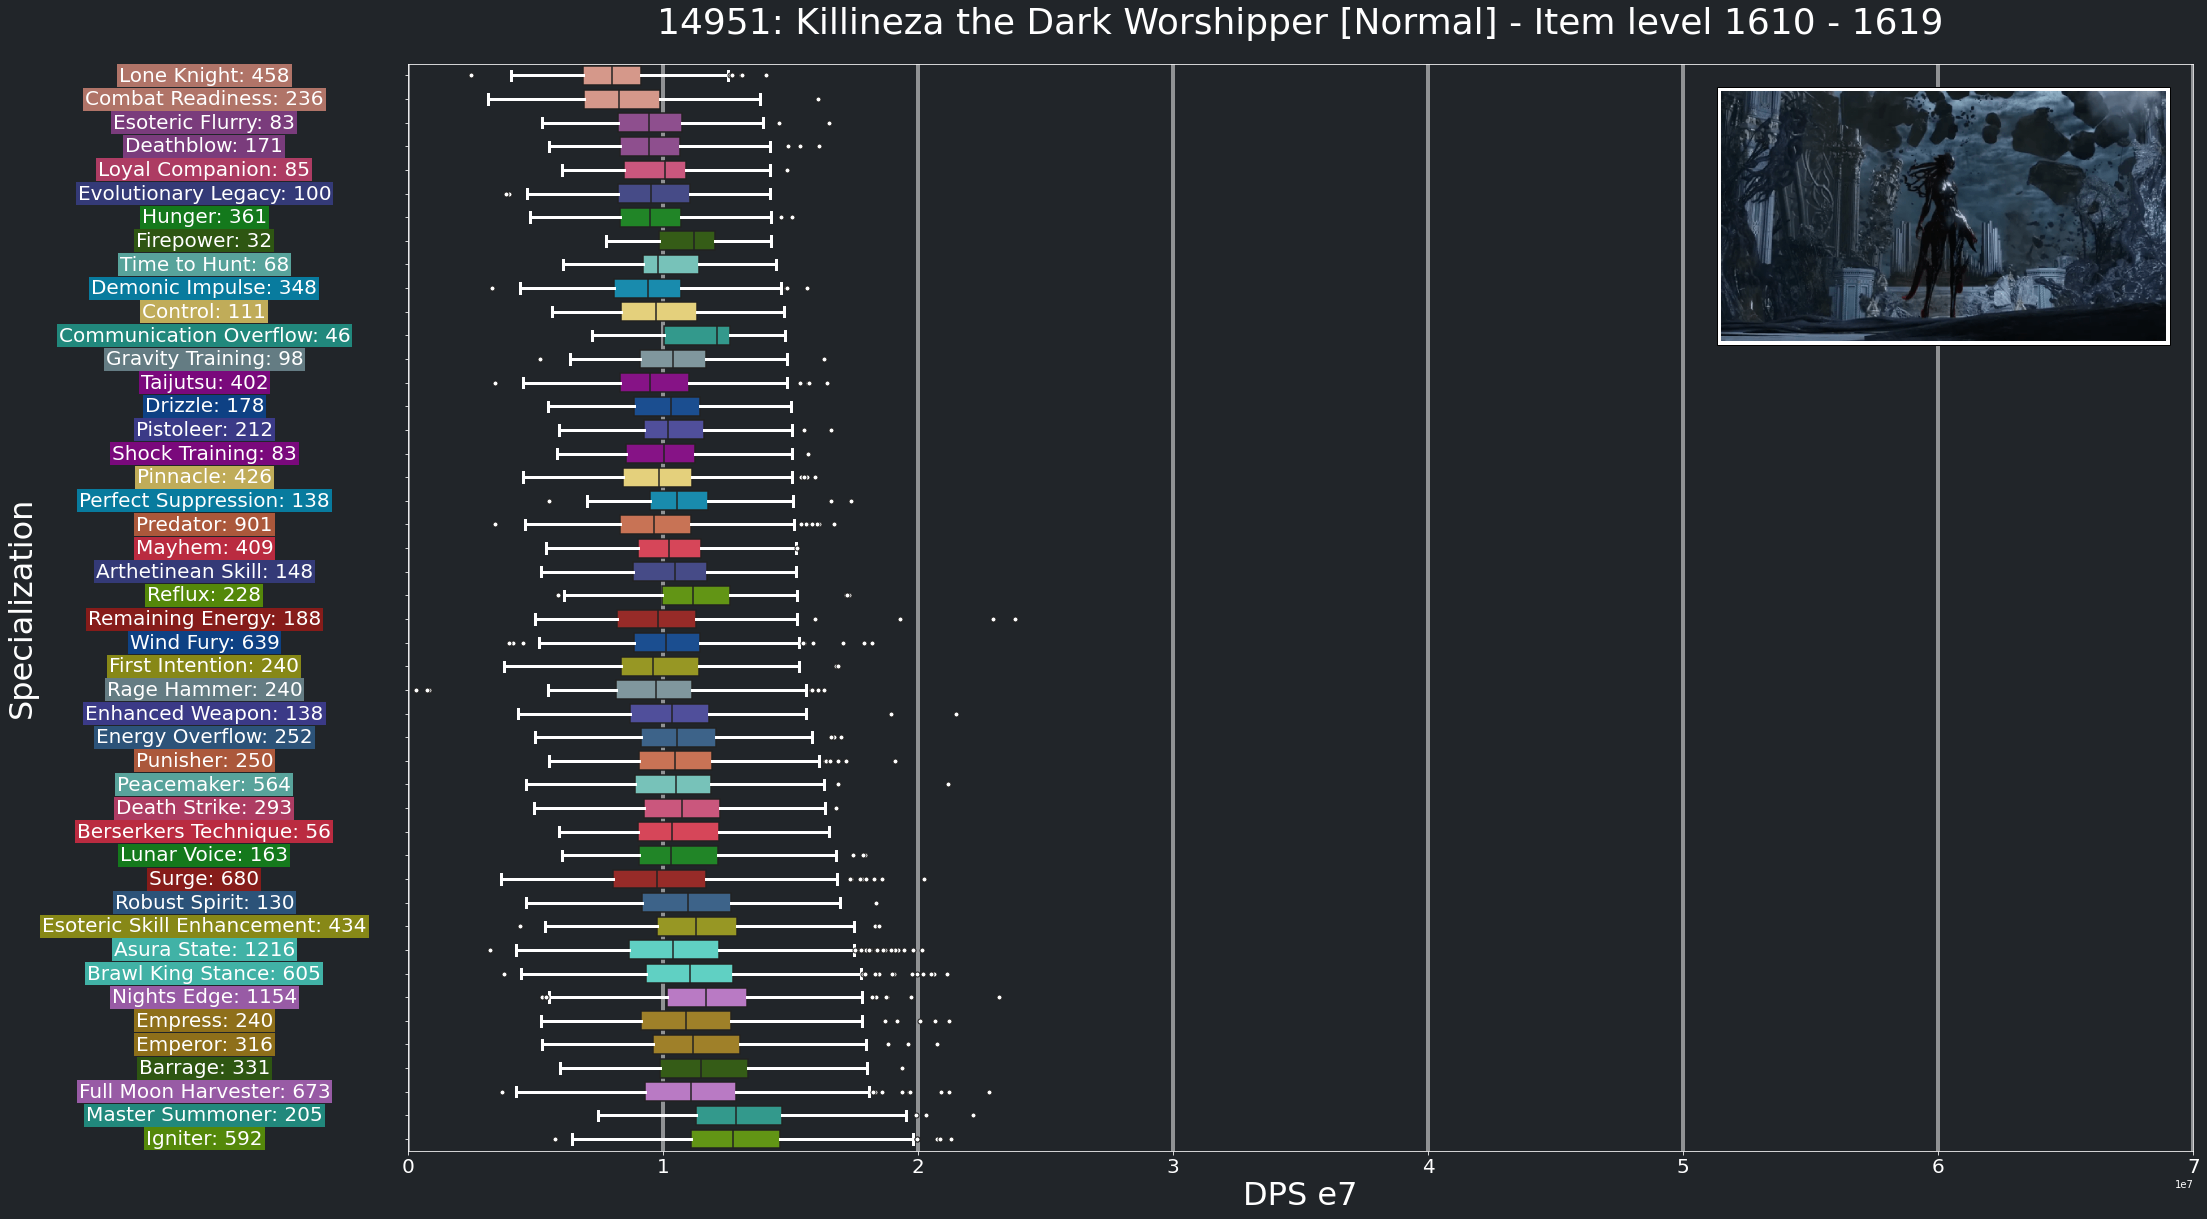 14951: Killineza the Dark Worshipper [Normal] - Item level 1610 - 1619
Specialization
Lone Knight: 458
Combat Readiness: 236
Esoteric Flurry: 83
Deathblow: 171
Loyal Companion: 85
Evolutionary Legacy: 100
Hunger: 361
Firepower: 32
Time to Hunt: 68
Demonic Impulse: 348
Control: 111
Communication Overflow: 46
Gravity Training: 98
Taijutsu: 402
Drizzle: 178
Pistoleer: 212
Shock Training: 83
Pinnacle: 426
Perfect Suppression: 138
Predator: 901
Mayhem: 409
Arthetinean Skill: 148
Reflux: 228
Remaining Energy: 188
Wind Fury: 639
First Intention: 240
Rage Hammer: 240
Enhanced Weapon: 138
Energy Overflow: 252
Punisher: 250
Peacemaker: 564
Death Strike: 293
Berserkers Technique: 56
Lunar Voice: 163
Surge: 680
Robust Spirit: 130
Esoteric Skill Enhancement: 434
Asura State: 1216
Brawl King Stance: 605
Nights Edge: 1154
Empress: 240
Emperor: 316
Barrage: 331
Full Moon Harvester: 673
Master Summoner: 205
Igniter: 592
0 1 2 3 4 5 6 7
1e7
DPS e7